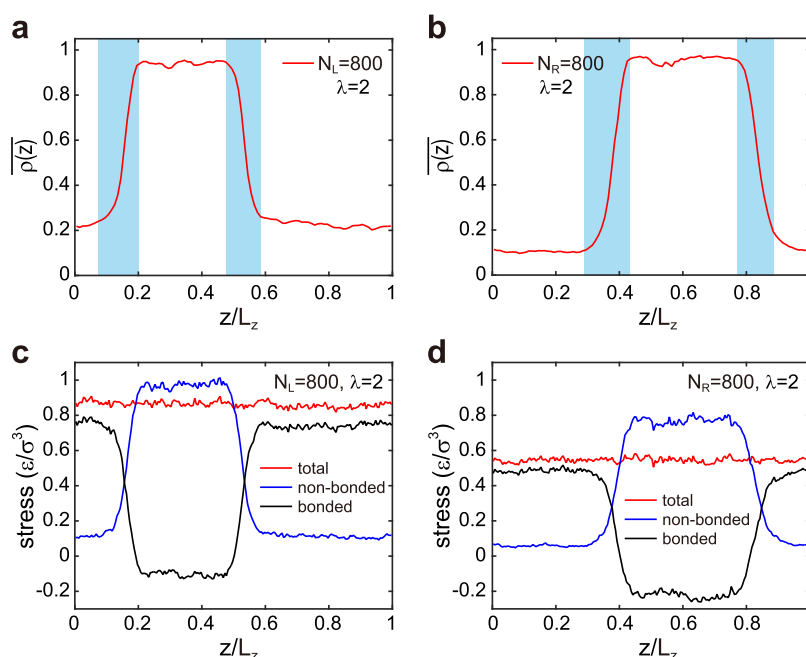 a
1
0.8
0.6
0.4
0.2
0
ρ(z)
N_L=800
λ=2
0 0.2 0.4 0.6 0.8 1
z/L_z
b
1
0.8
0.6
0.4
0.2
0
ρ(z)
N_R=800
λ=2
0 0.2 0.4 0.6 0.8
z/L_z
c
1
0.8
0.6
0.4
0.2
0
-0.2
stress (ε/σ³)
N_L=800, λ=2
total
non-bonded
bonded
0 0.2 0.4 0.6 0.8 1
z/L_z
d
1
0.8
0.6
0.4
0.2
0
-0.2
stress (ε/σ³)
N_R=800, λ=2
total
non-bonded
bonded
0 0.2 0.4 0.6 0.8
z/L_z